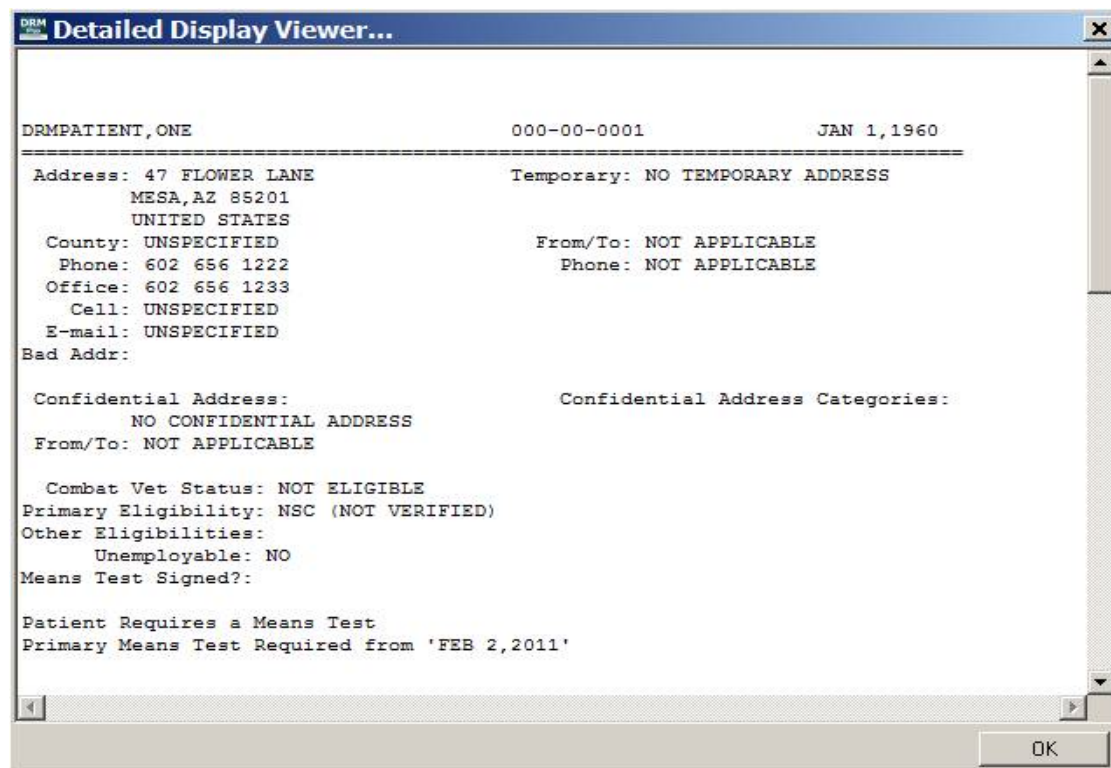 DRM Plus Detailed Display Viewer...
DRMPATIENT,ONE 000-00-0001 JAN 1,1960
==============================================================================
Address: 47 FLOWER LANE Temporary: NO TEMPORARY ADDRESS
MESA,AZ 85201
UNITED STATES
County: UNSPECIFIED From/To: NOT APPLICABLE
Phone: 602 656 1222 Phone: NOT APPLICABLE
Office: 602 656 1233
Cell: UNSPECIFIED
E-mail: UNSPECIFIED
Bad Addr:
Confidential Address: Confidential Address Categories:
NO CONFIDENTIAL ADDRESS
From/To: NOT APPLICABLE
Combat Vet Status: NOT ELIGIBLE
Primary Eligibility: NSC (NOT VERIFIED)
Other Eligibilities:
Unemployable: NO
Means Test Signed?:
Patient Requires a Means Test
Primary Means Test Required from 'FEB 2,2011'
OK